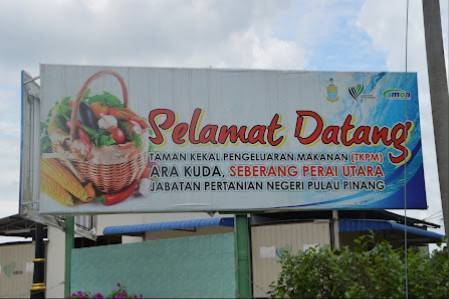 Selamat Datang
TAMAN KEKAL PENGELUARAN MAKANAN (TKPM)
ARA KUDA, SEBERANG PERAI UTARA
JABATAN PERTANIAN NEGERI PULAU PINANG